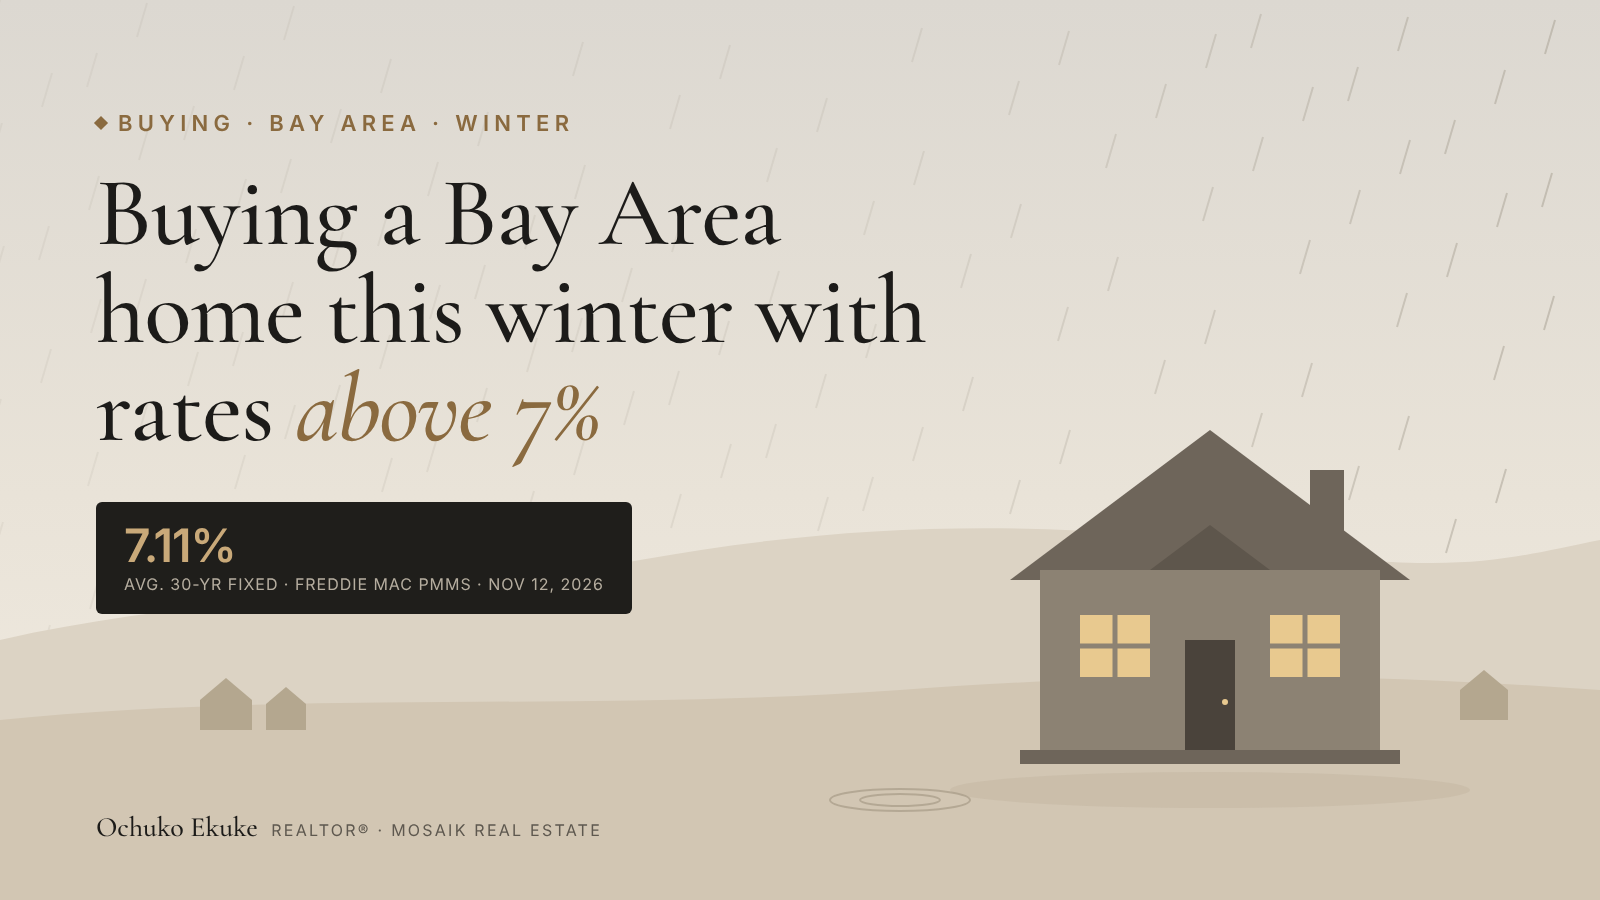 BUYING · BAY AREA · WINTER
Buying a Bay Area
home this winter with
rates above 7%
7.11%
AVG. 30-YR FIXED · FREDDIE MAC PMMS · NOV 12, 2026
Ochuko Ekuke REALTOR® · MOSAIK REAL ESTATE